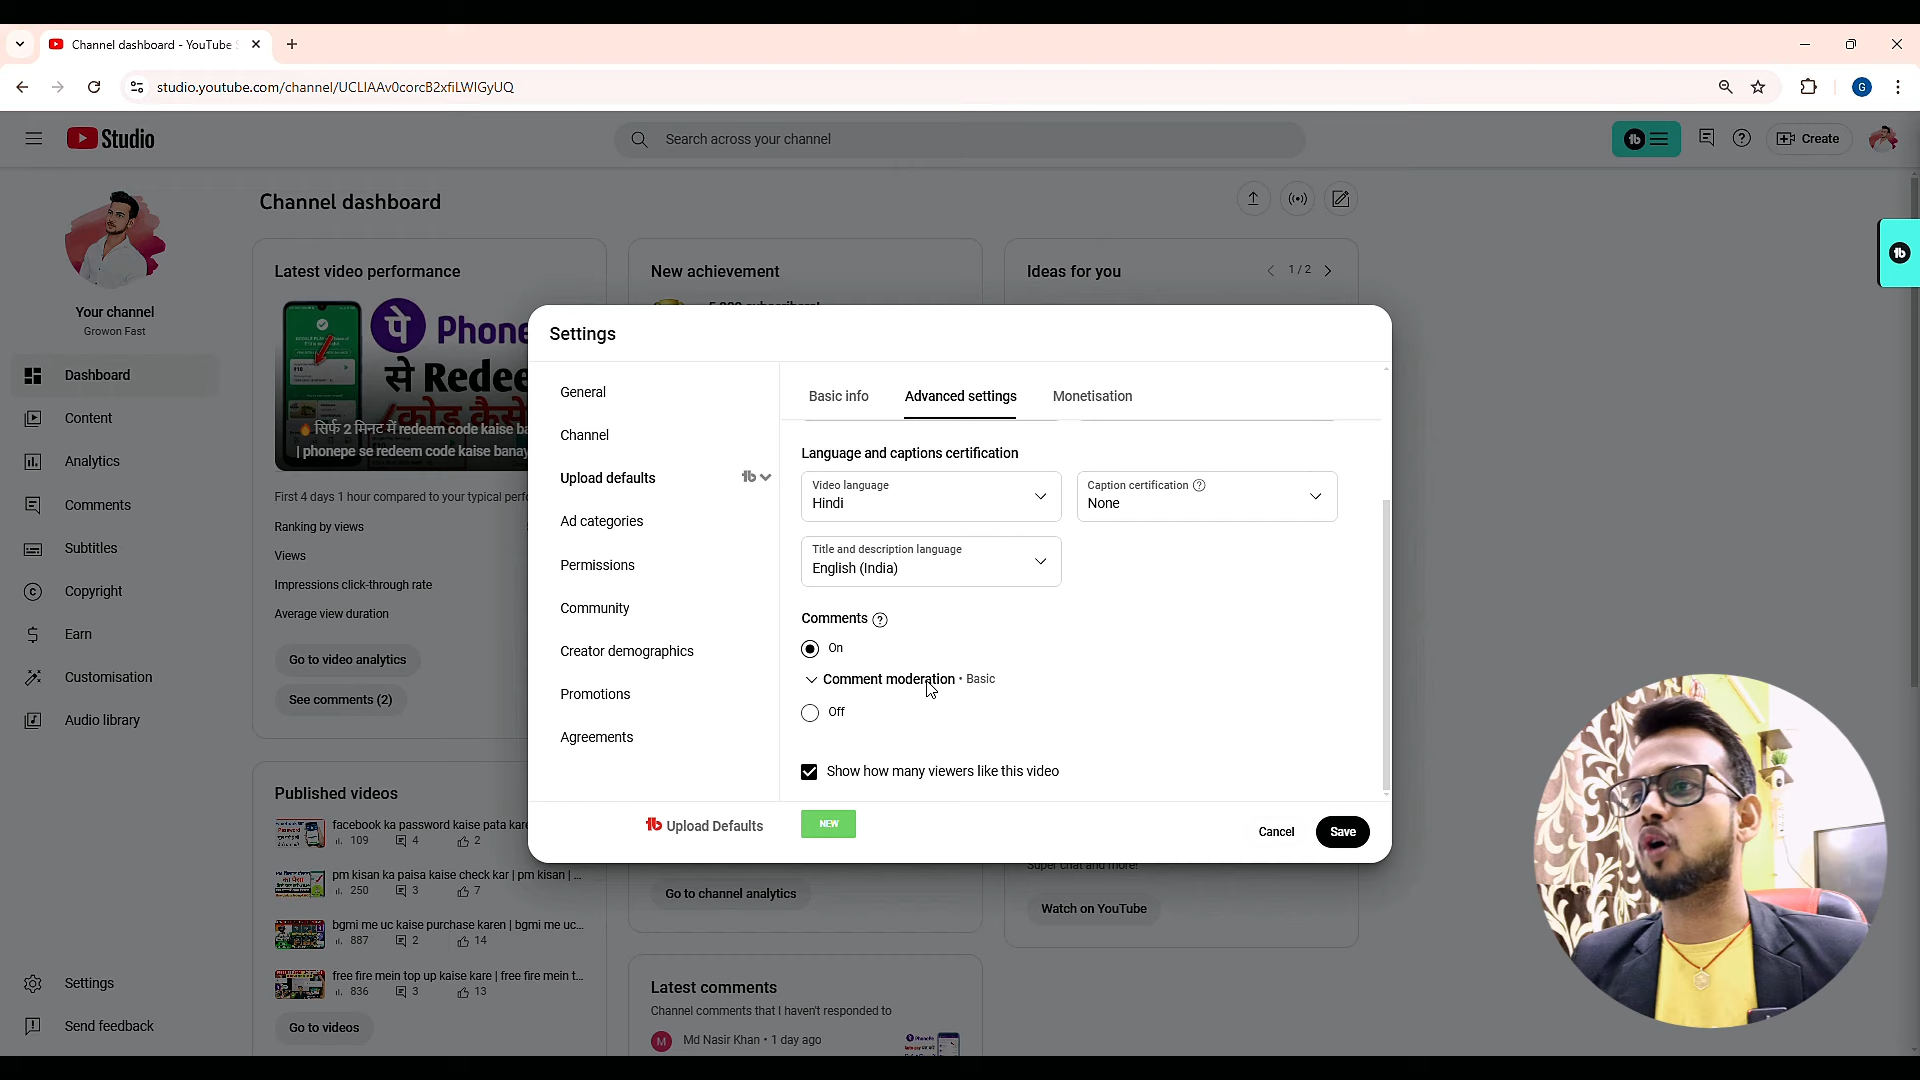 Channel dashboard - YouTube
studio.youtube.com/channel/UCLIAAv0corcB2xfiLWIGyUQ
G
Studio
Search across your channel
Create
Your channel
Growon Fast
Dashboard
Content
Analytics
Comments
Subtitles
Copyright
Earn
Customisation
Audio library
Settings
Send feedback
Channel dashboard
Latest video performance
पे Phone
से Redee
कोड कैसे
🔥सिर्फ 2 मिनट में redeem code kaise ba
| phonepe se redeem code kaise banay
First 4 days 1 hour compared to your typical perf
Ranking by views
Views
Impressions click-through rate
Average view duration
Go to video analytics
See comments (2)
Published videos
facebook ka password kaise pata kar
109 4 2
pm kisan ka paisa kaise check kar | pm kisan | ...
250 3 7
bgmi me uc kaise purchase karen | bgmi me uc...
887 2 14
free fire mein top up kaise kare | free fire mein t...
836 3 13
Go to videos
New achievement
Ideas for you
1 / 2
Settings
General
Channel
Upload defaults
Ad categories
Permissions
Community
Creator demographics
Promotions
Agreements
Basic info Advanced settings Monetisation
Language and captions certification
Video language
Hindi
Caption certification
None
Title and description language
English (India)
Comments
On
Comment moderation • Basic
Off
Show how many viewers like this video
Upload Defaults
NEW
Cancel
Save
Go to channel analytics
Super Chat and more!
Watch on YouTube
Latest comments
Channel comments that I haven't responded to
M
Md Nasir Khan • 1 day ago